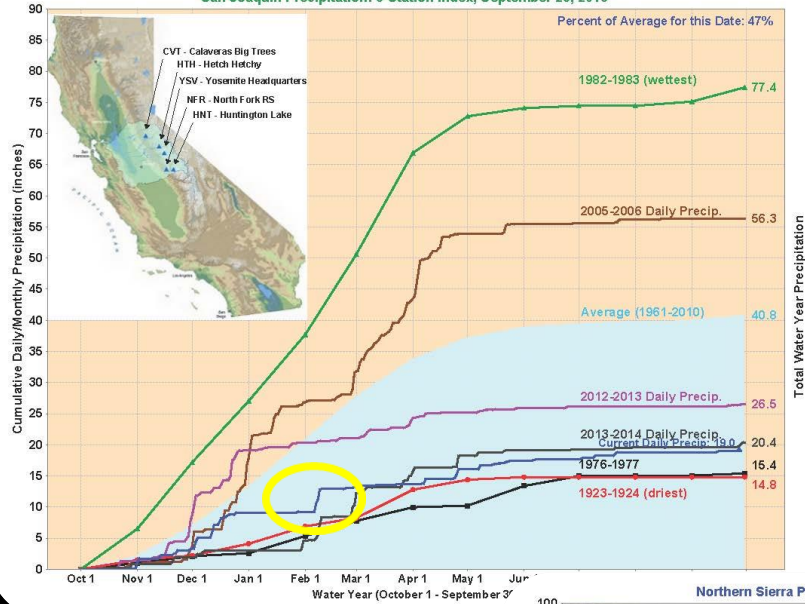 Percent of Average for this Date: 47%
90
85
80
75
70
65
60
55
50
45
40
35
30
25
20
15
10
5
0
Cumulative Daily/Monthly Precipitation (inches)
CVT - Calaveras Big Trees
HTH - Hetch Hetchy
YSV - Yosemite Headquarters
NFR - North Fork RS
HNT - Huntington Lake
1982-1983 (wettest)
77.4
2005-2006 Daily Precip.
56.3
Average (1961-2010)
40.8
2012-2013 Daily Precip.
26.5
2013-2014 Daily Precip.
20.4
Current Daily Precip: 19.0
1976-1977
15.4
1923-1924 (driest)
14.8
Total Water Year Precipitation
Oct 1 Nov 1 Dec 1 Jan 1 Feb 1 Mar 1 Apr 1 May 1
Water Year (October 1 - September
Northern Sierra P
100